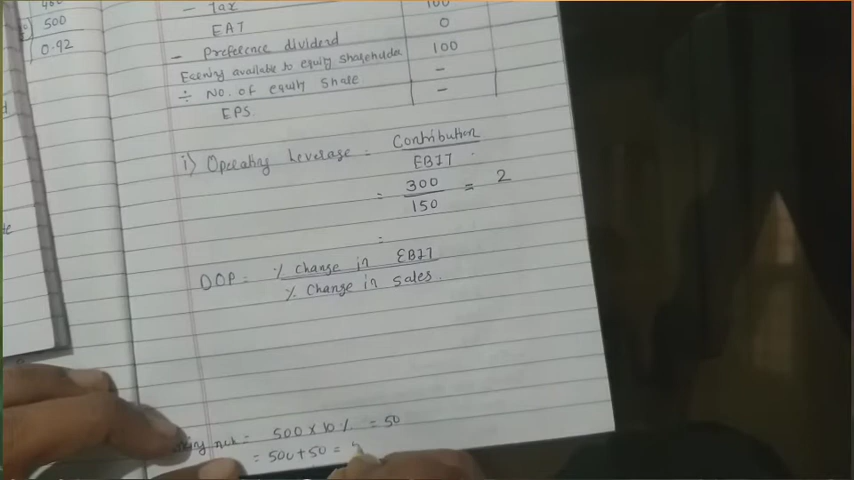 500
0.92
- Tax 100
EAT 0
- Preference dividend 100
Earning available to equity shareholder -
÷ No. of equity share -
EPS
i) Operating Leverage = Contribution
EBIT
= 300 = 2
150
=
DOP = % change in EBIT
% change in sales.
= 500 x 10 % = 50
= 500 + 50 =